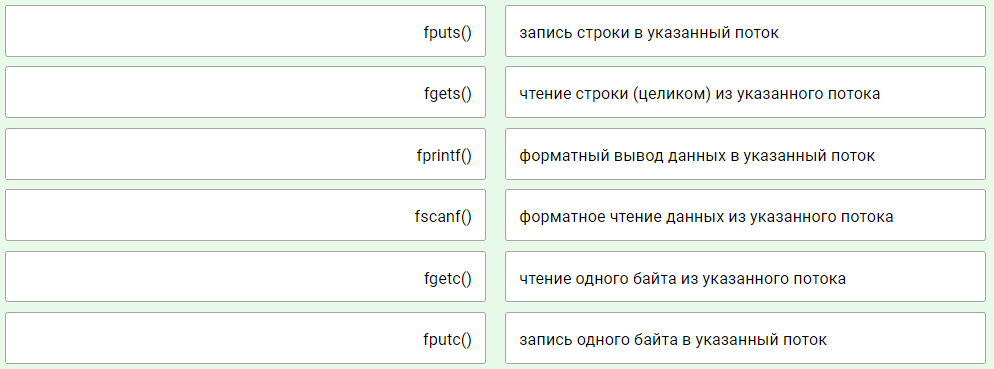 fputs() запись строки в указанный поток
fgets() чтение строки (целиком) из указанного потока
fprintf() форматный вывод данных в указанный поток
fscanf() форматное чтение данных из указанного потока
fgetc() чтение одного байта из указанного потока
fputc() запись одного байта в указанный поток